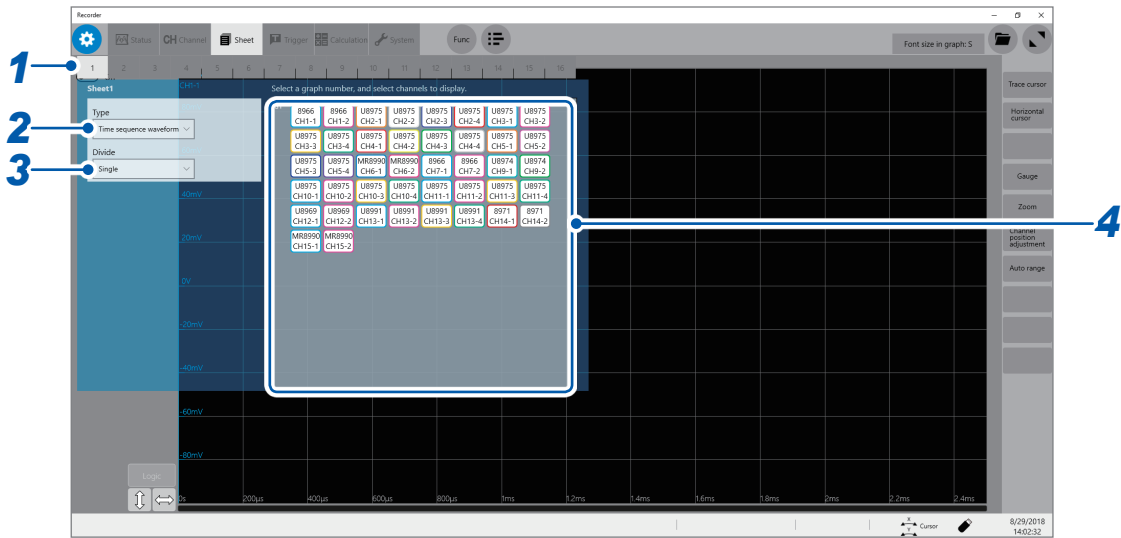 Recorder
Status
CH Channel
Sheet
Trigger
Calculation
System
Func
Font size in graph: S
1
1 2 3 4 5 6 7 8 9 10 11 12 13 14 15 16
Sheet1
CH1-1
Select a graph number, and select channels to display.
Trace cursor
Type
2
Time sequence waveform
Horizontal
cursor
Divide
3
Single
8966 8966 U8975 U8975 U8975 U8975 U8975 U8975
CH1-1 CH1-2 CH2-1 CH2-2 CH2-3 CH2-4 CH3-1 CH3-2
U8975 U8975 U8975 U8975 U8975 U8975 U8975 U8975
CH3-3 CH3-4 CH4-1 CH4-2 CH4-3 CH4-4 CH5-1 CH5-2
U8975 U8975 MR8990 MR8990 8966 8966 U8974 U8974
CH5-3 CH5-4 CH6-1 CH6-2 CH7-1 CH7-2 CH9-1 CH9-2
U8975 U8975 U8975 U8975 U8975 U8975 U8975 U8975
CH10-1 CH10-2 CH10-3 CH10-4 CH11-1 CH11-2 CH11-3 CH11-4
U8969 U8969 U8991 U8991 U8991 U8991 8971 8971
CH12-1 CH12-2 CH13-1 CH13-2 CH13-3 CH13-4 CH14-1 CH14-2
MR8990 MR8990
CH15-1 CH15-2
4
Gauge
Zoom
Channel
position
adjustment
Auto range
40mV
20mV
0V
-20mV
-40mV
-60mV
-80mV
Logic
0s 200µs 400µs 600µs 800µs 1ms 1.2ms 1.4ms 1.6ms 1.8ms 2ms 2.2ms 2.4ms
X
Y
Cursor
8/29/2018
14:02:32